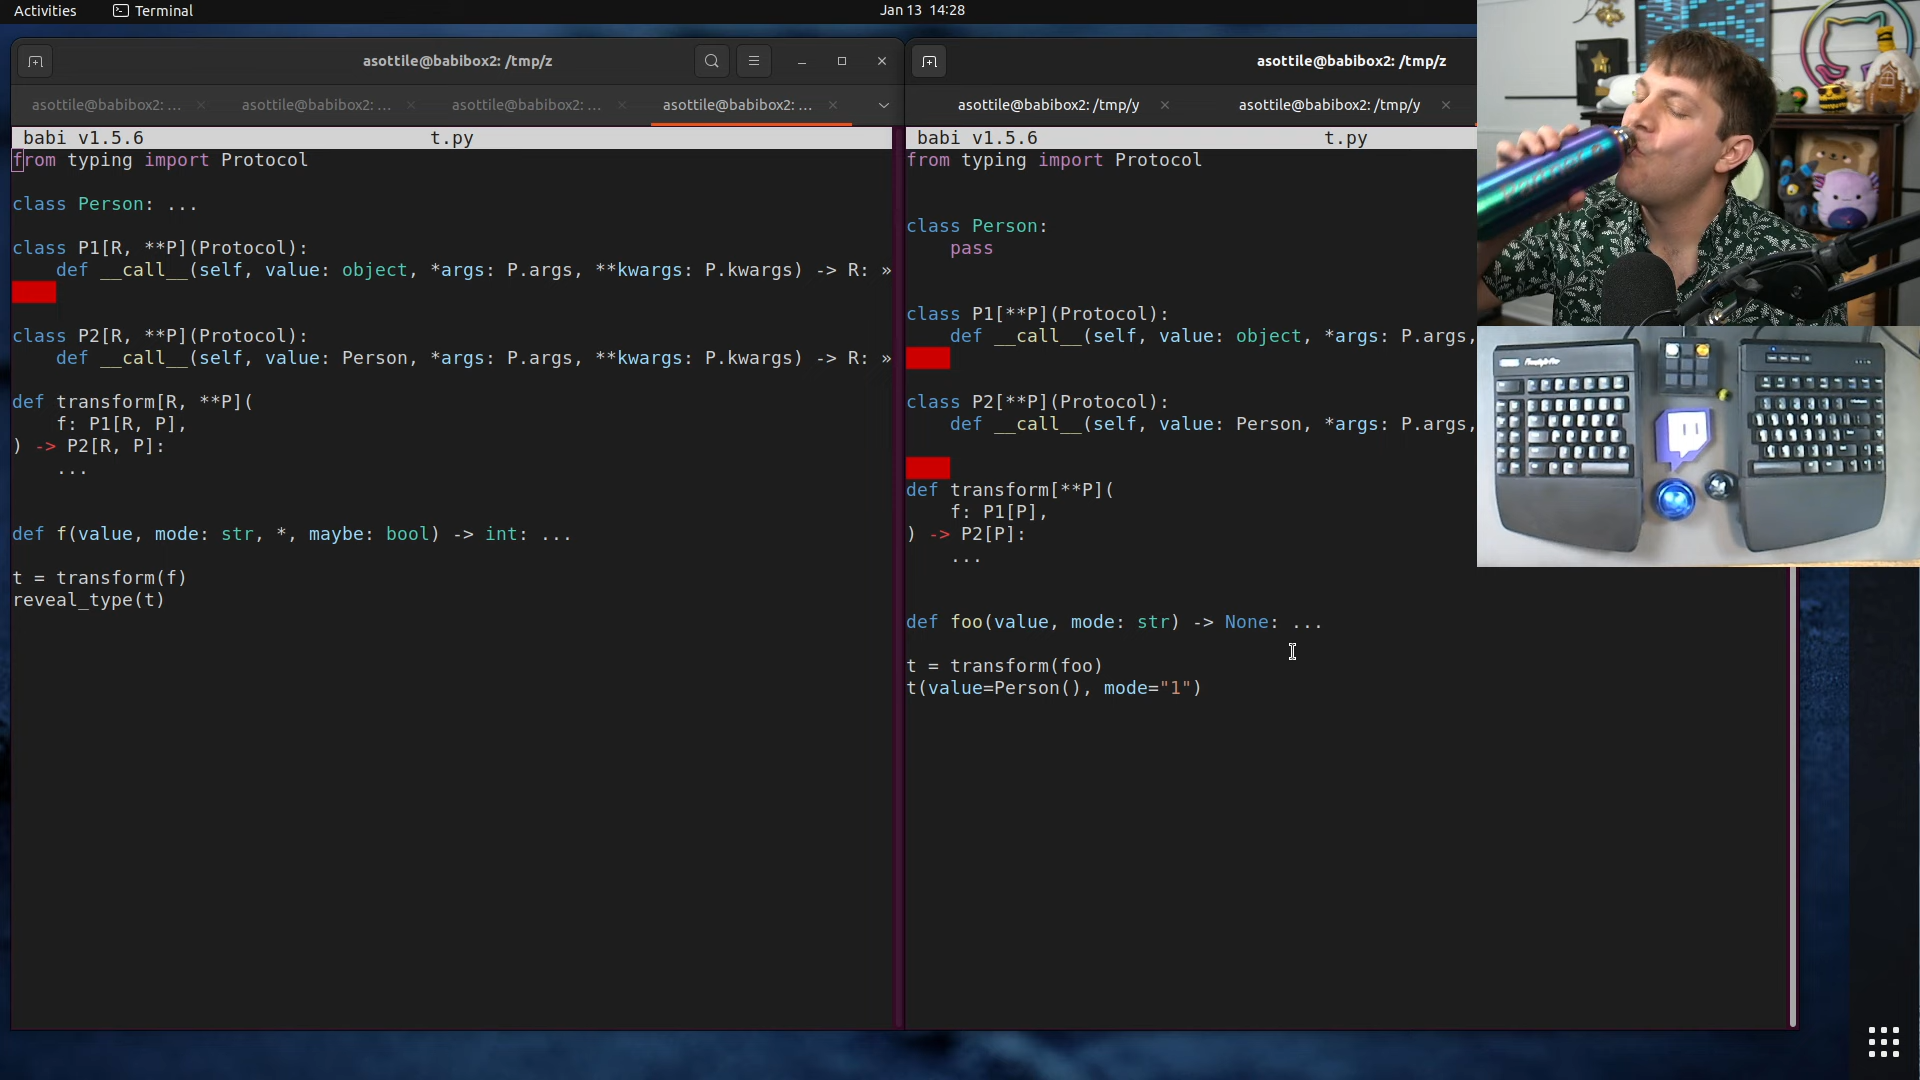 Activities
Terminal
Jan 13 14:28
asottile@babibox2: /tmp/z
asottile@babibox2: ...
asottile@babibox2: ...
asottile@babibox2: ...
asottile@babibox2: ...
babi v1.5.6 t.py
from typing import Protocol
class Person: ...
class P1[R, **P](Protocol):
def __call__(self, value: object, *args: P.args, **kwargs: P.kwargs) -> R: »
class P2[R, **P](Protocol):
def __call__(self, value: Person, *args: P.args, **kwargs: P.kwargs) -> R: »
def transform[R, **P](
f: P1[R, P],
) -> P2[R, P]:
...
def f(value, mode: str, *, maybe: bool) -> int: ...
t = transform(f)
reveal_type(t)
asottile@babibox2: /tmp/z
asottile@babibox2: /tmp/y
asottile@babibox2: /tmp/y
babi v1.5.6 t.py
from typing import Protocol
class Person:
pass
class P1[**P](Protocol):
def __call__(self, value: object, *args: P.args,
class P2[**P](Protocol):
def __call__(self, value: Person, *args: P.args,
def transform[**P](
f: P1[P],
) -> P2[P]:
...
def foo(value, mode: str) -> None: ...
t = transform(foo)
t(value=Person(), mode="1")